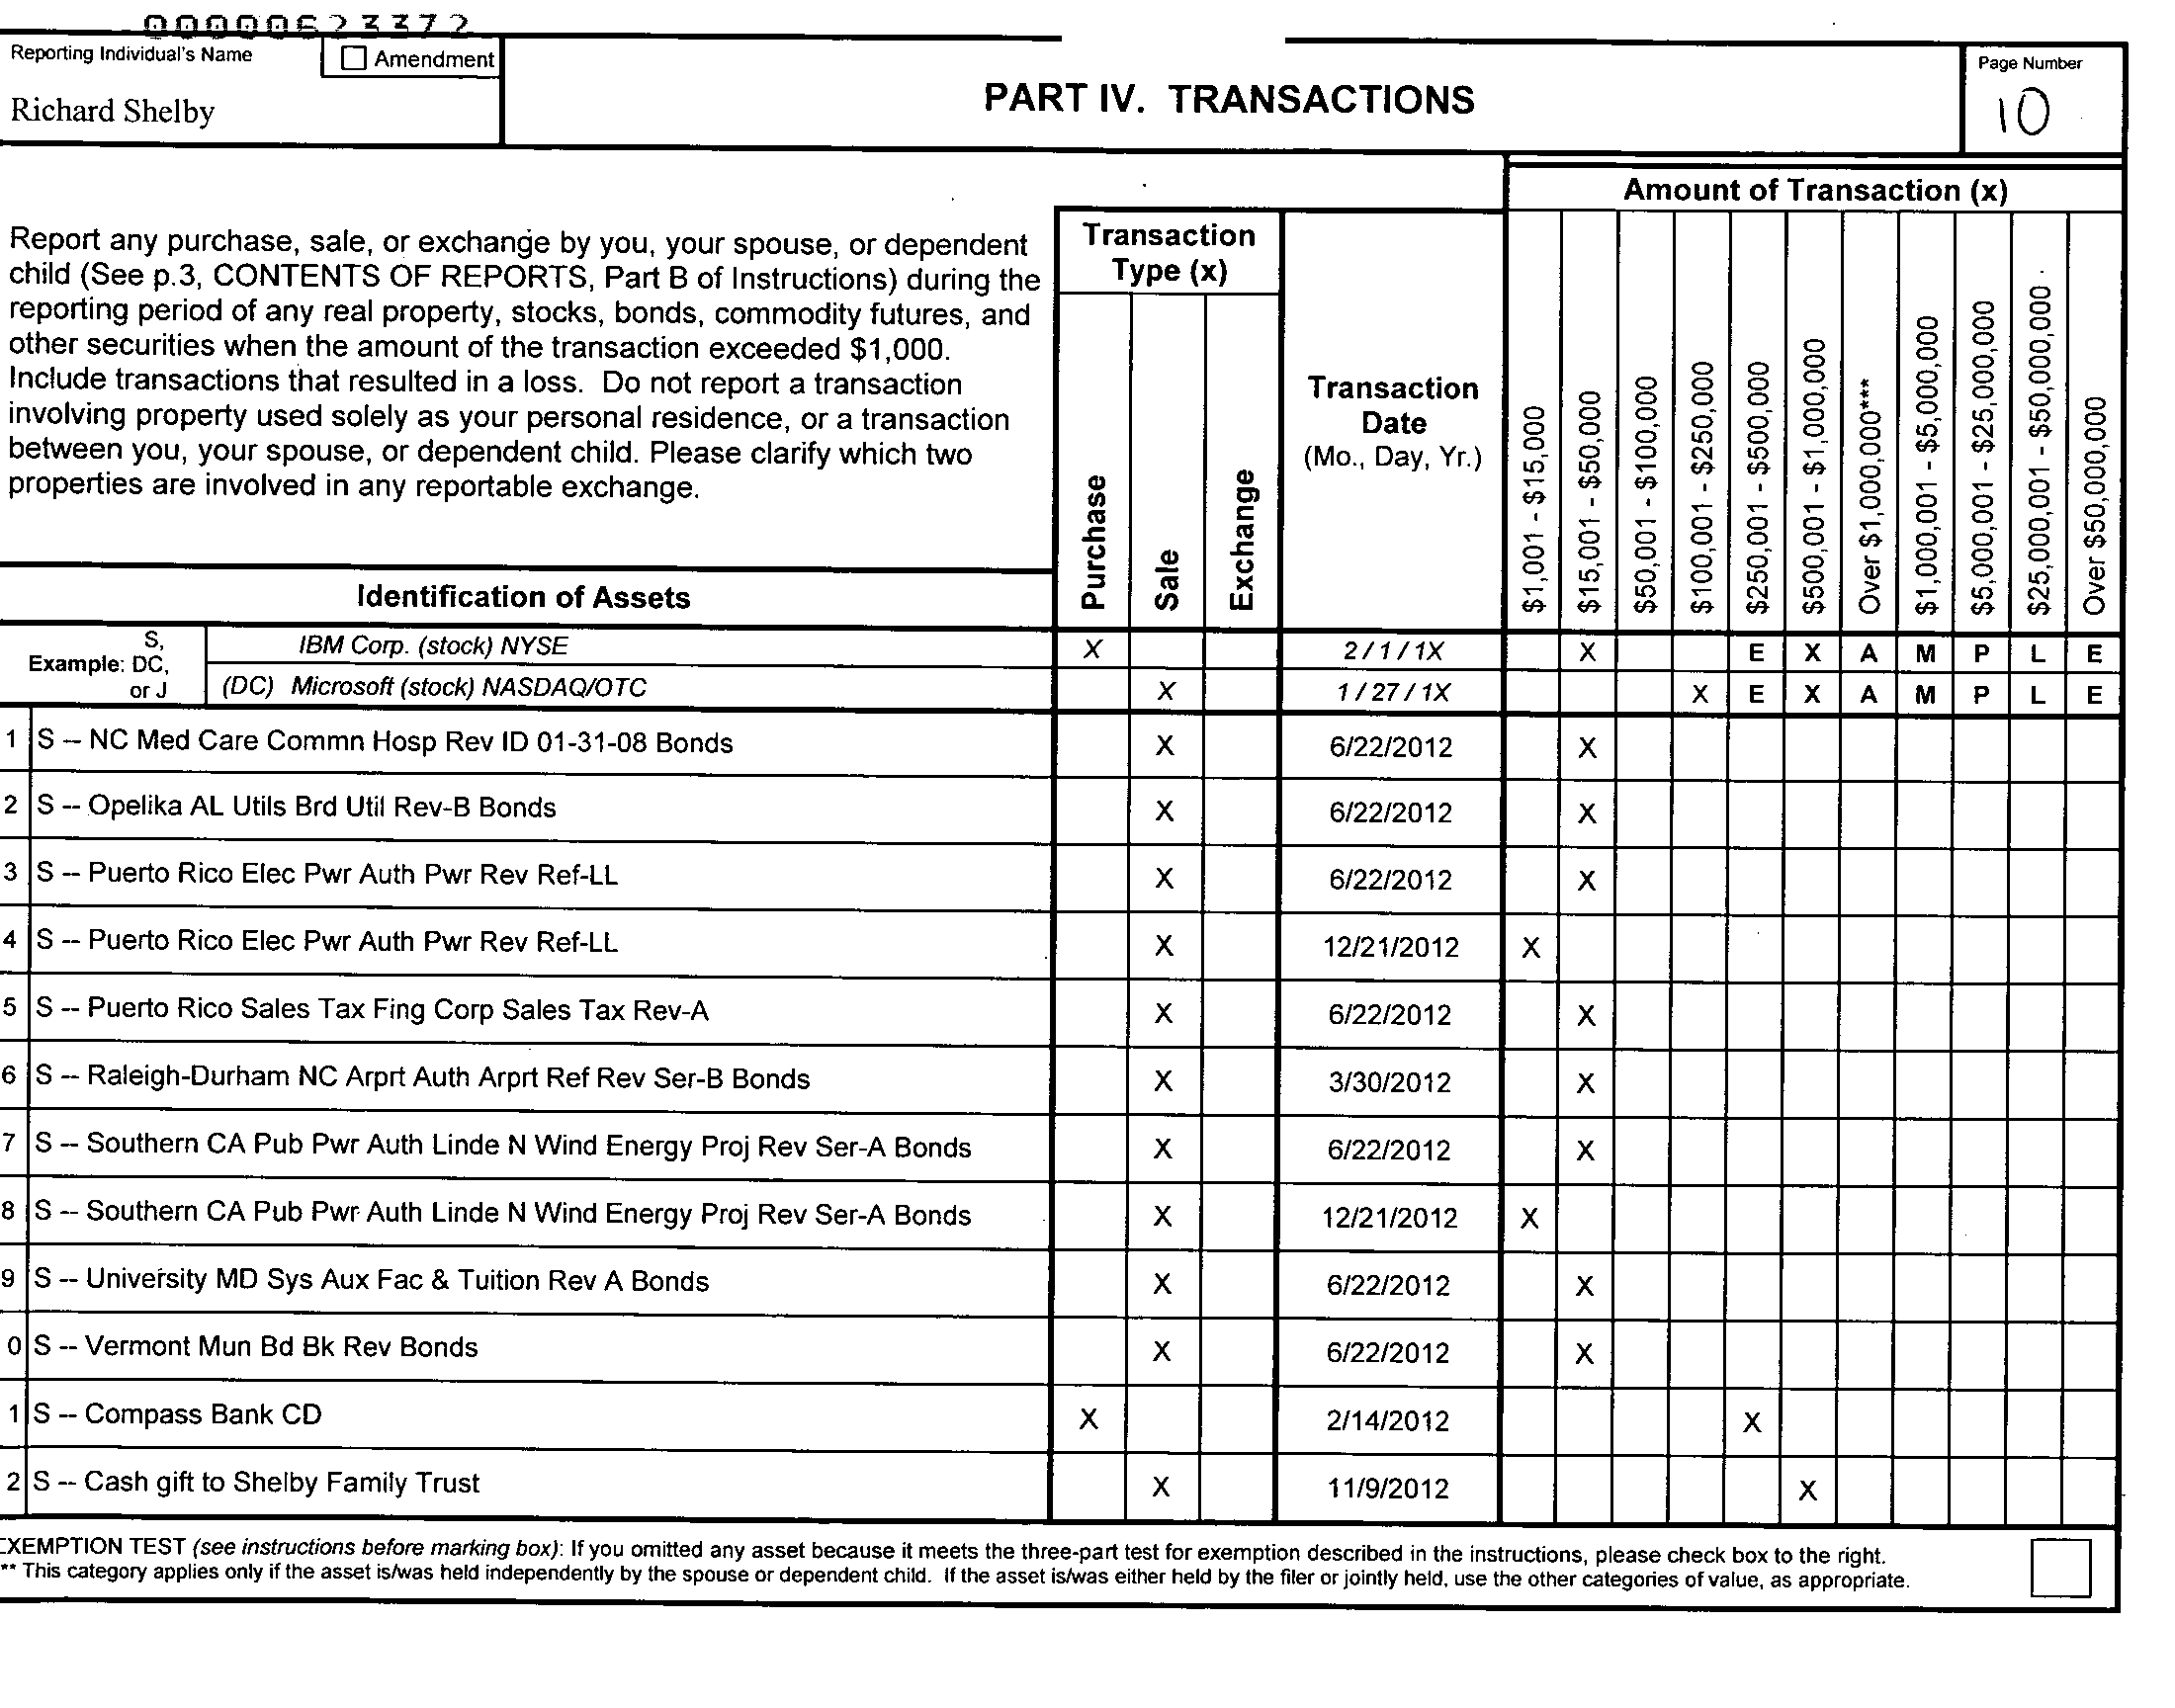 00000623372
Reporting Individual's Name
Amendment
Richard Shelby
PART IV. TRANSACTIONS
Page Number
10
Report any purchase, sale, or exchange by you, your spouse, or dependent
child (See p.3, CONTENTS OF REPORTS, Part B of Instructions) during the
reporting period of any real property, stocks, bonds, commodity futures, and
other securities when the amount of the transaction exceeded $1,000.
Include transactions that resulted in a loss. Do not report a transaction
involving property used solely as your personal residence, or a transaction
between you, your spouse, or dependent child. Please clarify which two
properties are involved in any reportable exchange.
Identification of Assets
Transaction
Type (x)
Purchase
Sale
Exchange
Transaction
Date
(Mo., Day, Yr.)
Amount of Transaction (x)
$1,001 - $15,000
$15,001 - $50,000
$50,001 - $100,000
$100,001 - $250,000
$250,001 - $500,000
$500,001 - $1,000,000
Over $1,000,000***
$1,000,001 - $5,000,000
$5,000,001 - $25,000,000
$25,000,001 - $50,000,000
Over $50,000,000
S,
Example: DC,
or J
IBM Corp. (stock) NYSE X 2 / 1 / 1X X E X A M P L E
(DC) Microsoft (stock) NASDAQ/OTC X 1 / 27 / 1X X E X A M P L E
1 S -- NC Med Care Commn Hosp Rev ID 01-31-08 Bonds X 6/22/2012 X
2 S -- Opelika AL Utils Brd Util Rev-B Bonds X 6/22/2012 X
3 S -- Puerto Rico Elec Pwr Auth Pwr Rev Ref-LL X 6/22/2012 X
4 S -- Puerto Rico Elec Pwr Auth Pwr Rev Ref-LL X 12/21/2012 X
5 S -- Puerto Rico Sales Tax Fing Corp Sales Tax Rev-A X 6/22/2012 X
6 S -- Raleigh-Durham NC Arprt Auth Arprt Ref Rev Ser-B Bonds X 3/30/2012 X
7 S -- Southern CA Pub Pwr Auth Linde N Wind Energy Proj Rev Ser-A Bonds X 6/22/2012 X
8 S -- Southern CA Pub Pwr Auth Linde N Wind Energy Proj Rev Ser-A Bonds X 12/21/2012 X
9 S -- University MD Sys Aux Fac & Tuition Rev A Bonds X 6/22/2012 X
0 S -- Vermont Mun Bd Bk Rev Bonds X 6/22/2012 X
1 S -- Compass Bank CD X 2/14/2012 X
2 S -- Cash gift to Shelby Family Trust X 11/9/2012 X
EXEMPTION TEST (see instructions before marking box): If you omitted any asset because it meets the three-part test for exemption described in the instructions, please check box to the right.
** This category applies only if the asset is/was held independently by the spouse or dependent child. If the asset is/was either held by the filer or jointly held, use the other categories of value, as appropriate.